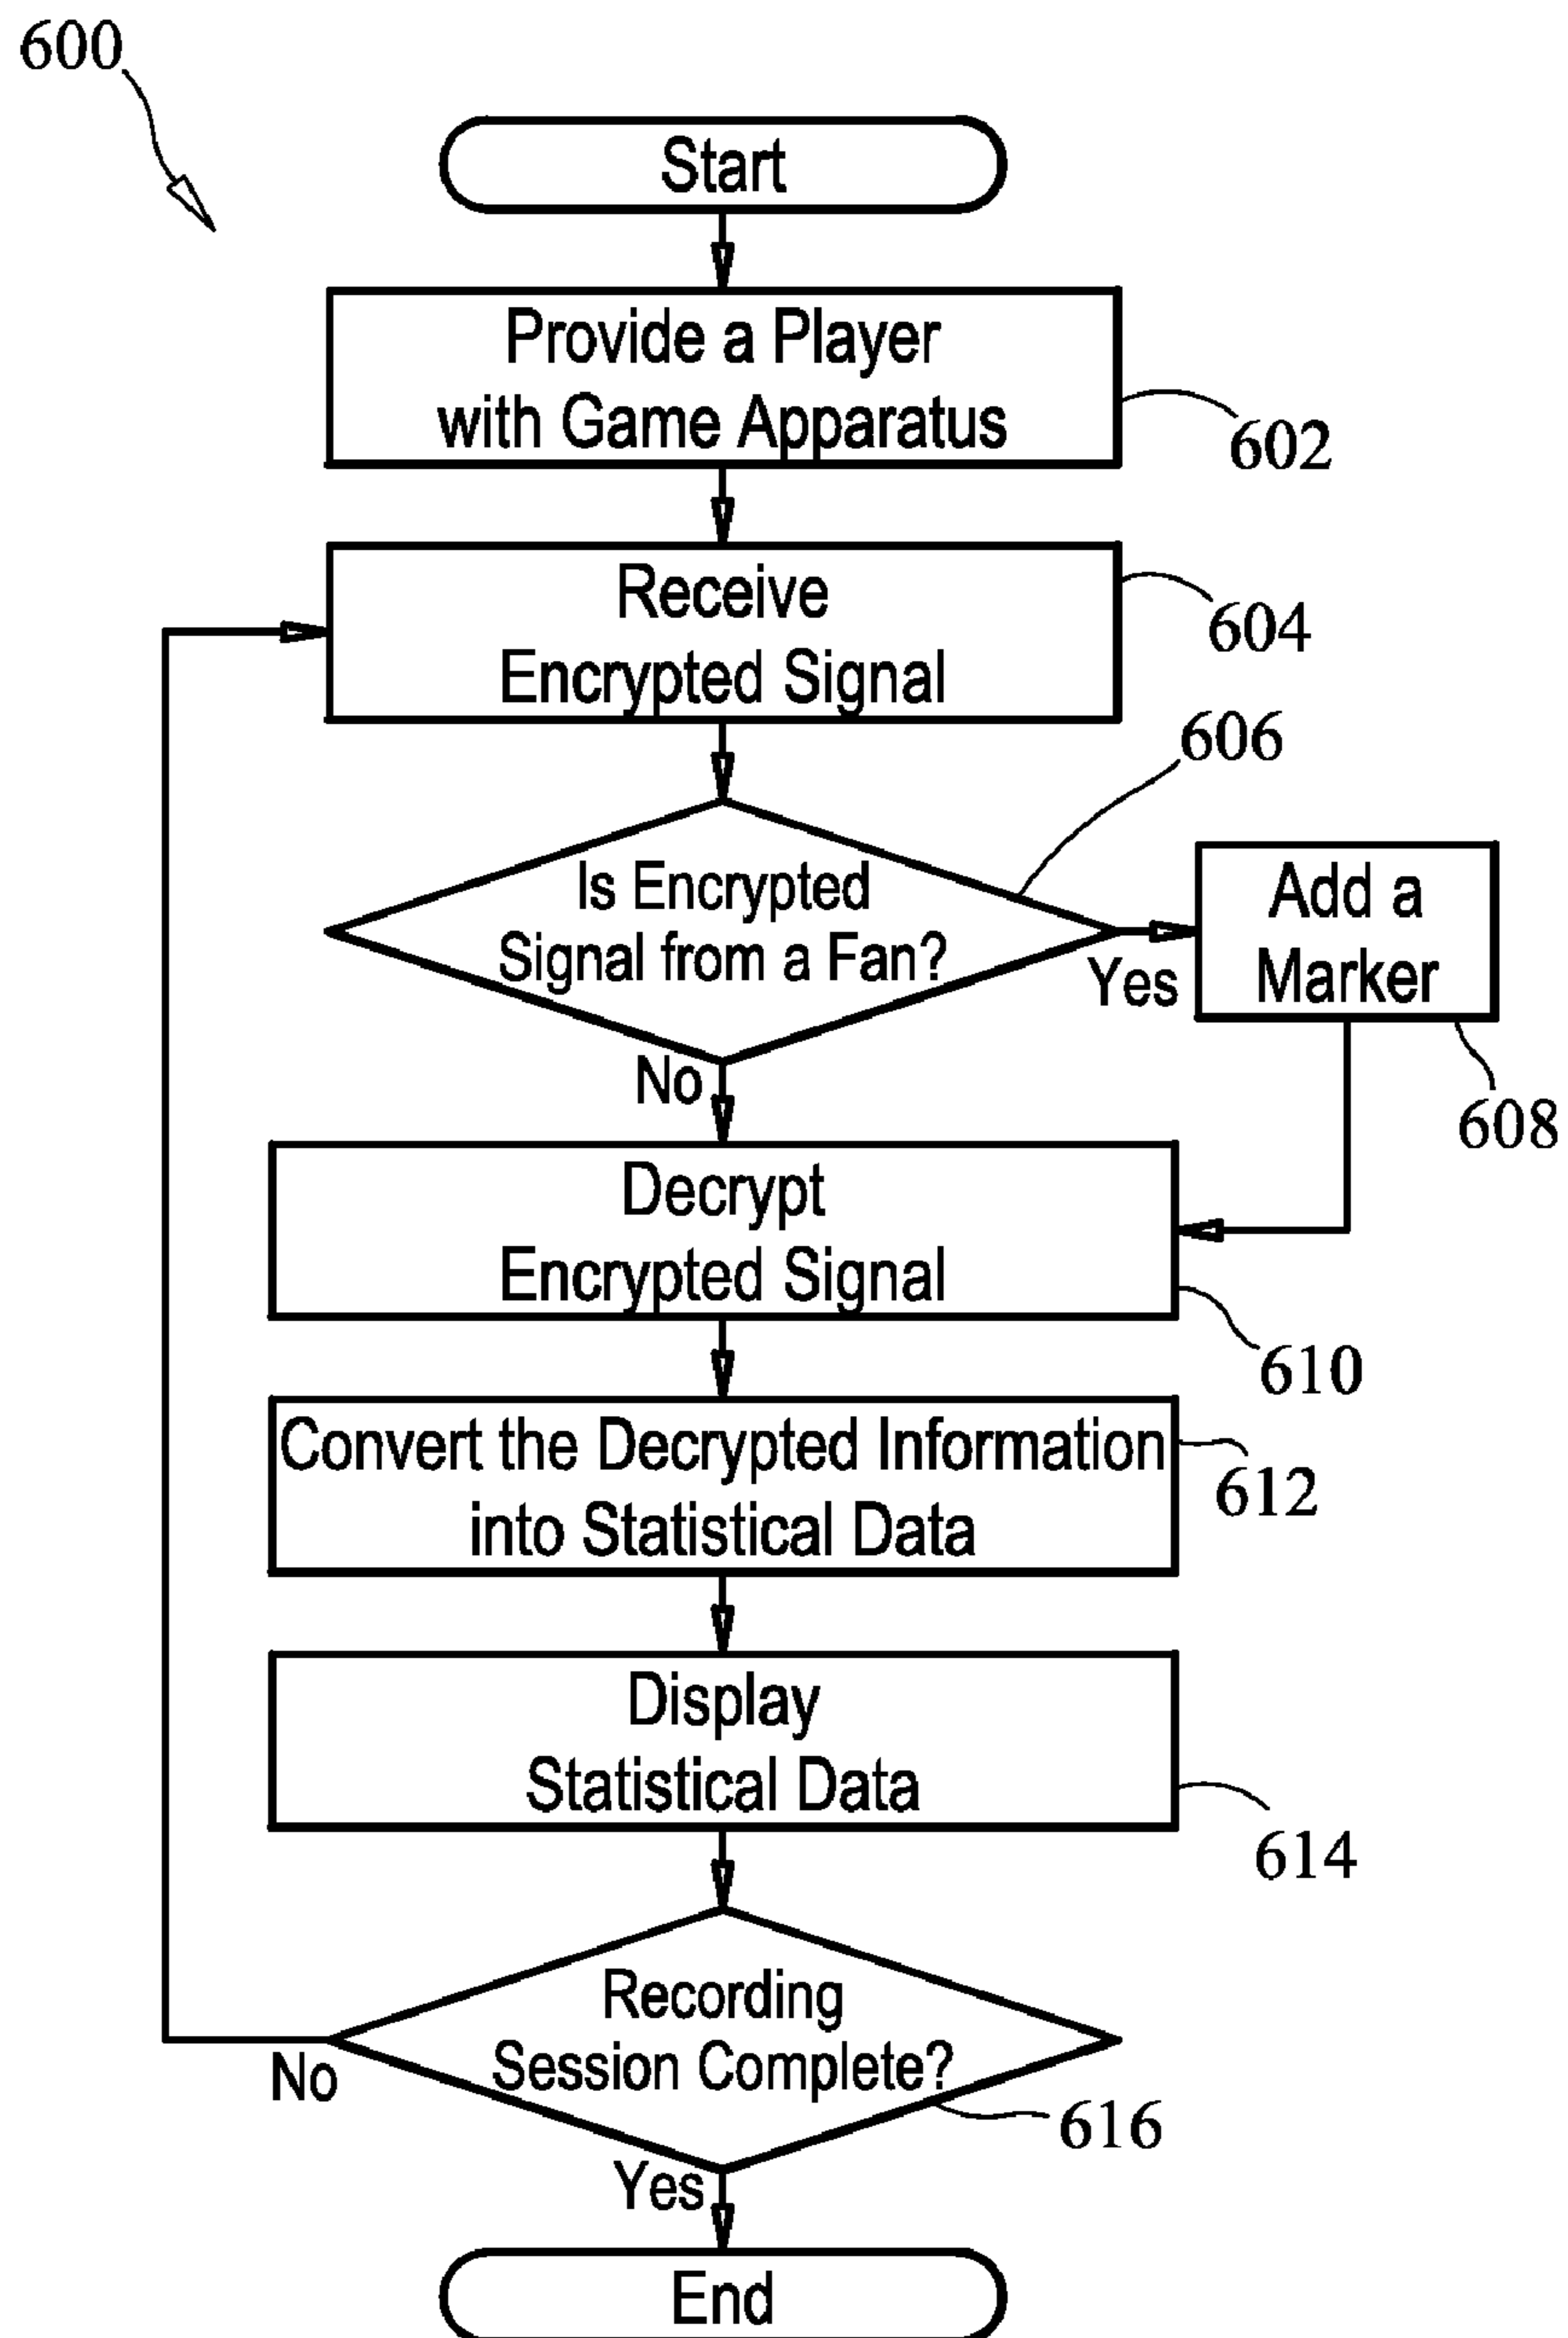 600
Start
Provide a Player
with Game Apparatus
602
Receive
Encrypted Signal
604
606
Is Encrypted
Signal from a Fan?
Yes
Add a
Marker
608
No
Decrypt
Encrypted Signal
610
Convert the Decrypted Information
into Statistical Data
612
Display
Statistical Data
614
Recording
Session Complete?
No
616
Yes
End